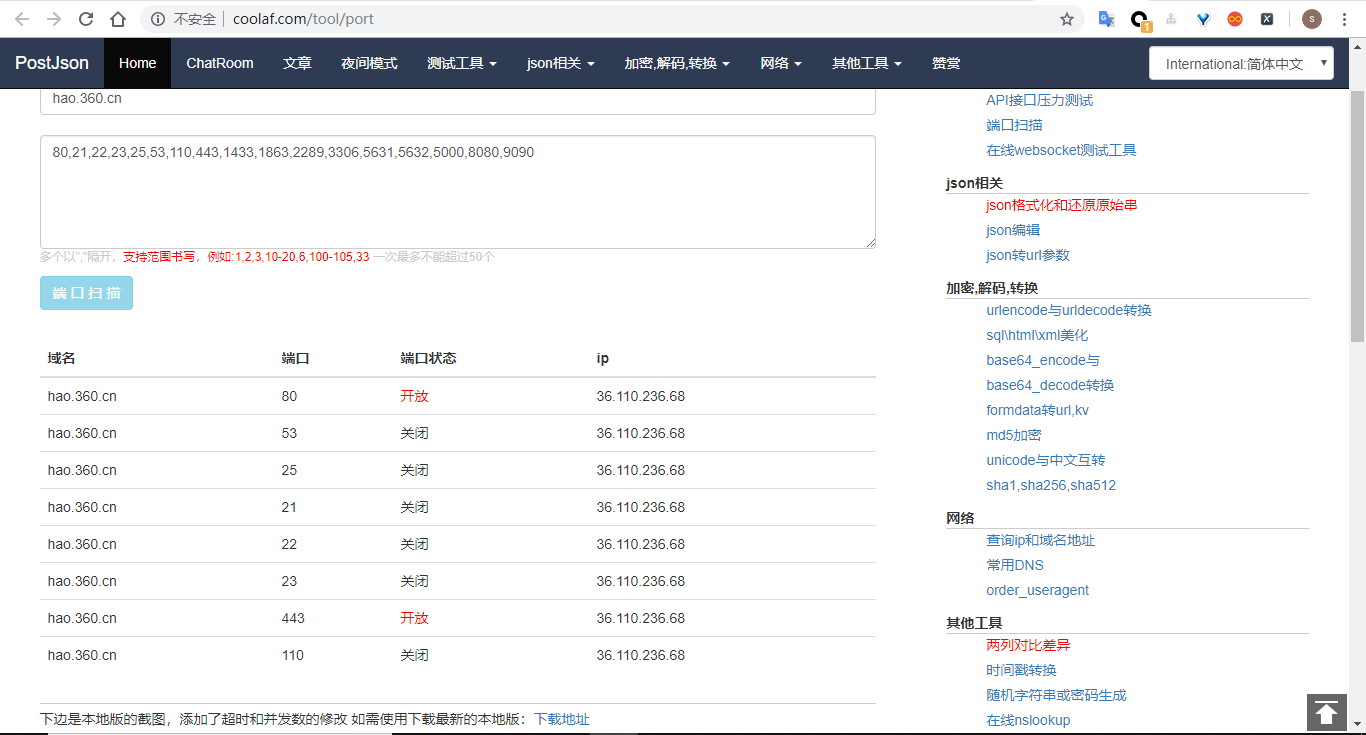 不安全 coolaf.com/tool/port
1
S
PostJson Home ChatRoom 文章 夜间模式 测试工具 json相关 加密,解码,转换 网络 其他工具 赞赏 International:简体中文
hao.360.cn
80,21,22,23,25,53,110,443,1433,1863,2289,3306,5631,5632,5000,8080,9090
多个以","隔开，支持范围书写，例如:1,2,3,10-20,6,100-105,33 一次最多不能超过50个
端口扫描
域名 端口 端口状态 ip
hao.360.cn 80 开放 36.110.236.68
hao.360.cn 53 关闭 36.110.236.68
hao.360.cn 25 关闭 36.110.236.68
hao.360.cn 21 关闭 36.110.236.68
hao.360.cn 22 关闭 36.110.236.68
hao.360.cn 23 关闭 36.110.236.68
hao.360.cn 443 开放 36.110.236.68
hao.360.cn 110 关闭 36.110.236.68
下边是本地版的截图，添加了超时和并发数的修改 如需使用下载最新的本地版：下载地址
API接口压力测试
端口扫描
在线websocket测试工具
json相关
json格式化和还原原始串
json编辑
json转url参数
加密,解码,转换
urlencode与urldecode转换
sql\html\xml美化
base64_encode与
base64_decode转换
formdata转url,kv
md5加密
unicode与中文互转
sha1,sha256,sha512
网络
查询ip和域名地址
常用DNS
order_useragent
其他工具
两列对比差异
时间戳转换
随机字符串或密码生成
在线nslookup